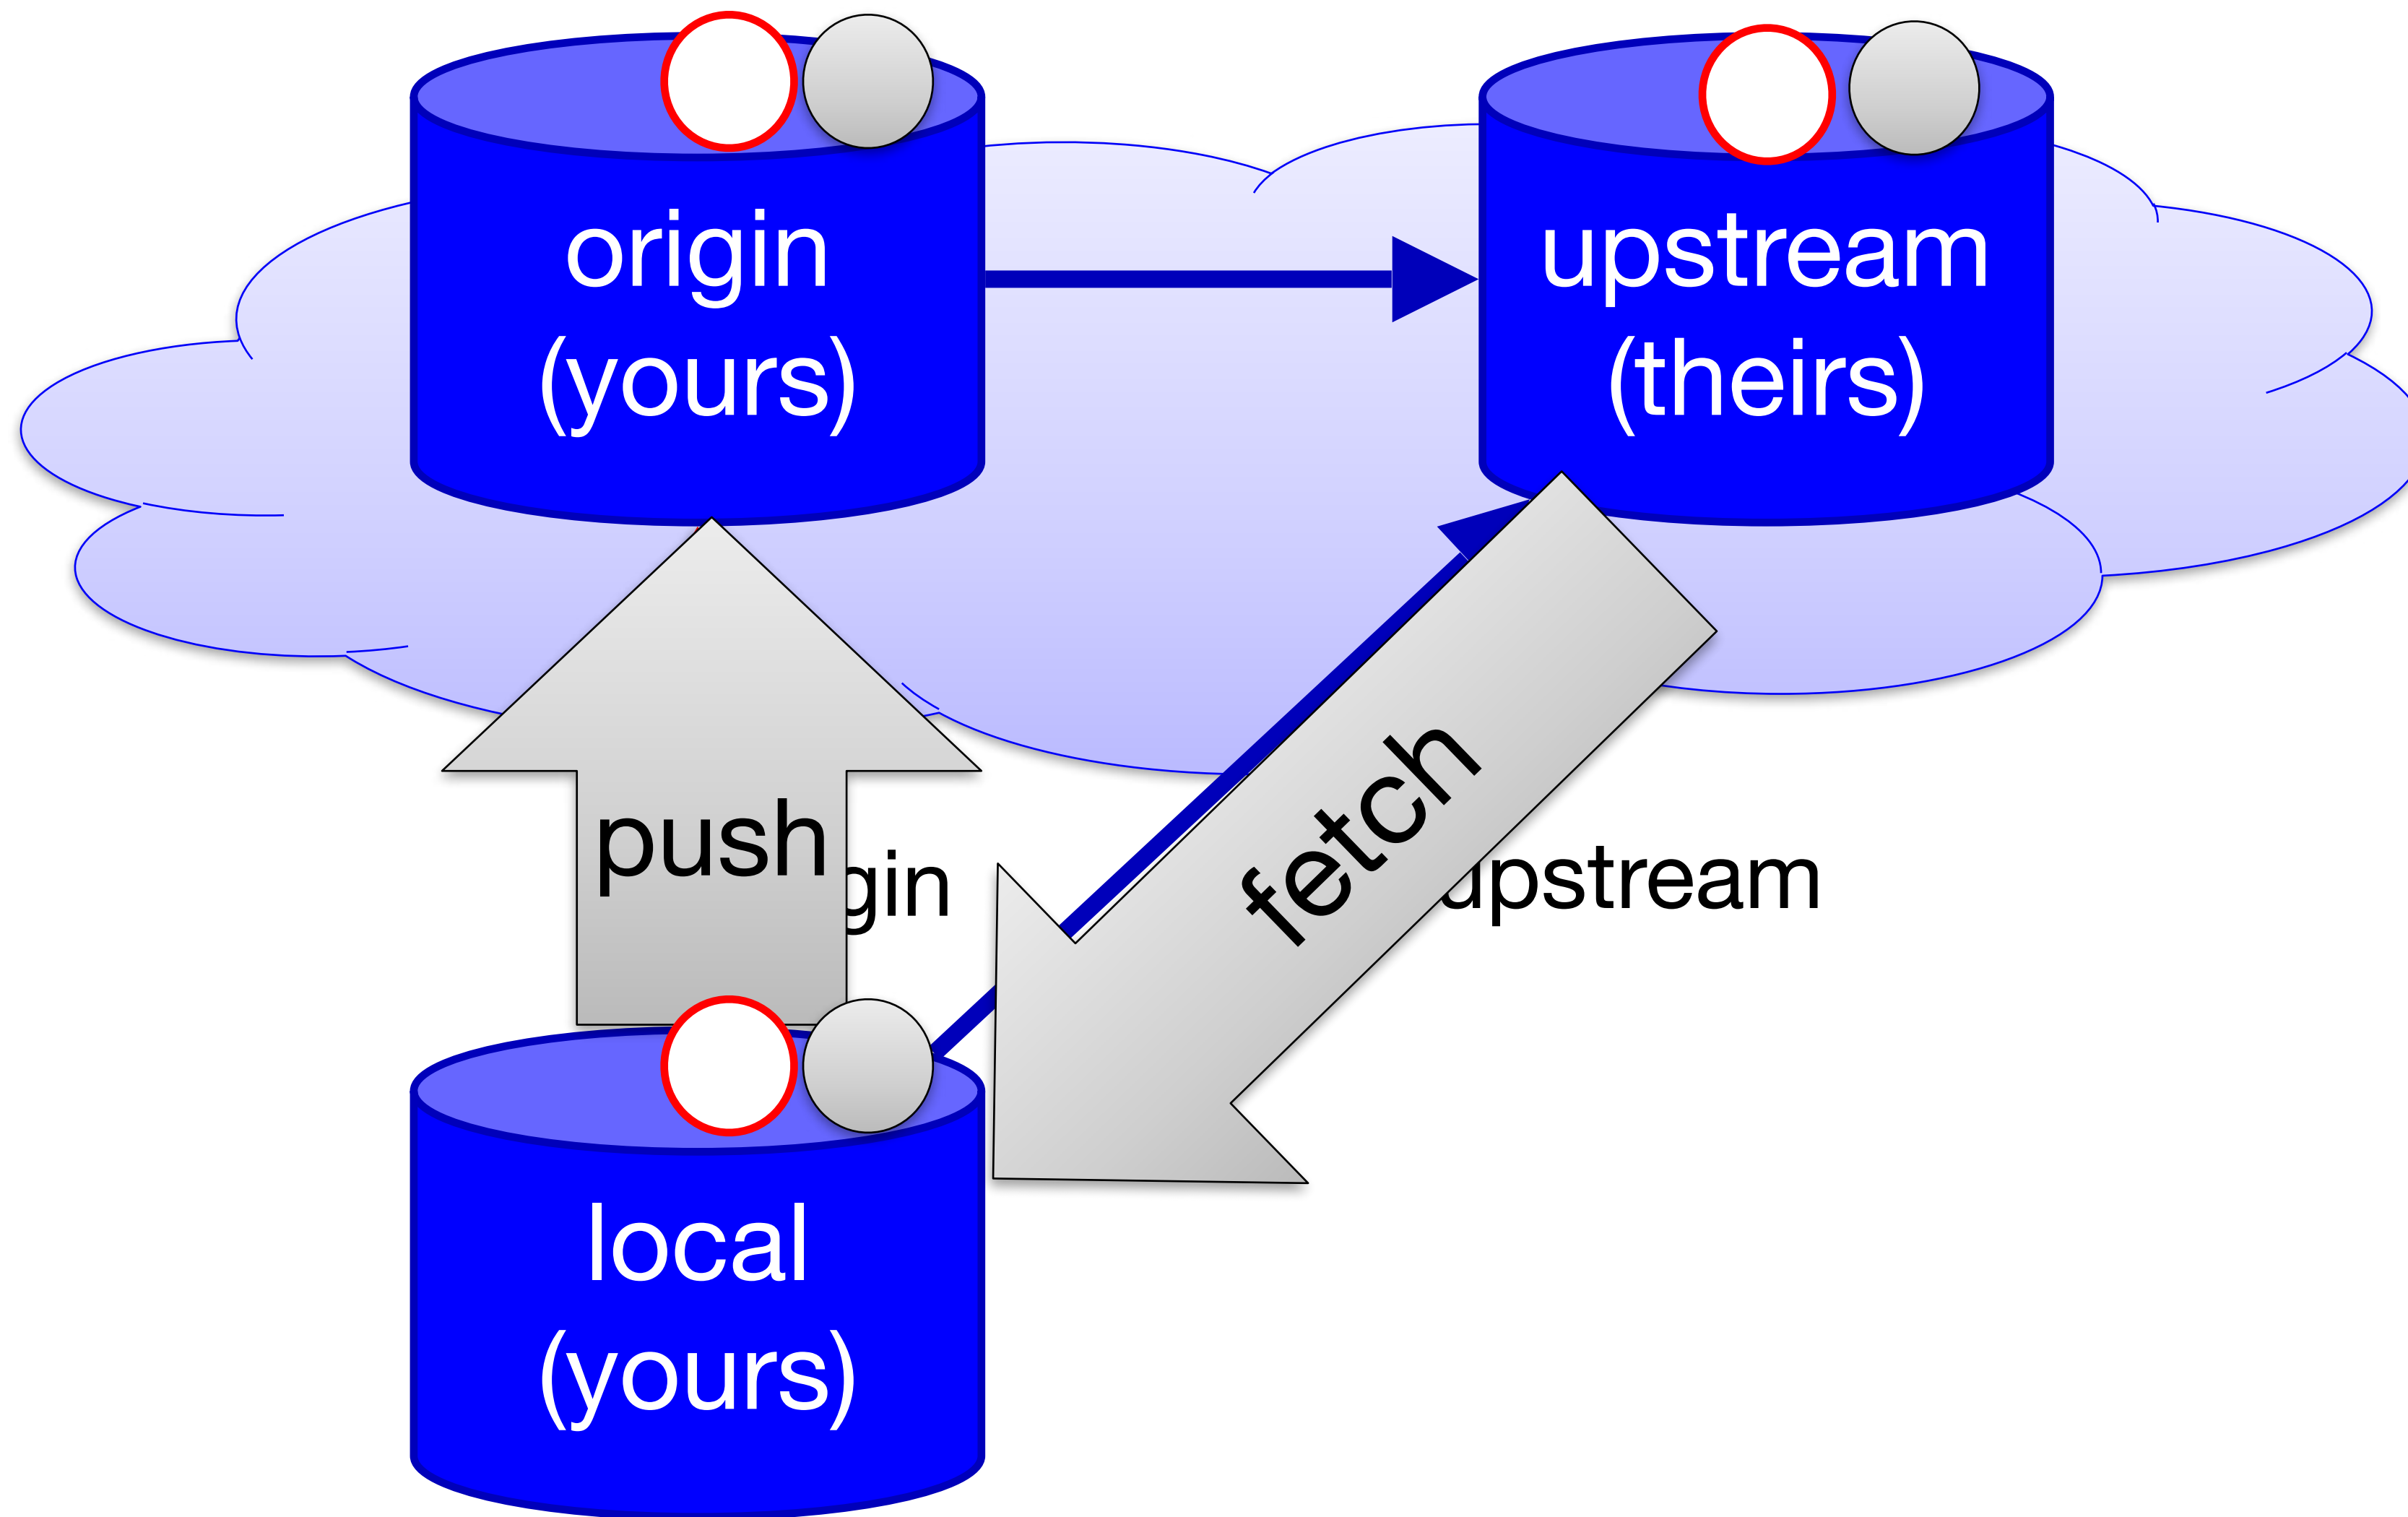 origin
(yours)
upstream
(theirs)
push
gin
fetch
upstream
local
(yours)